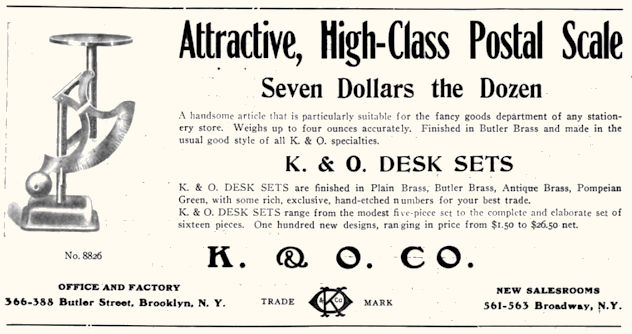 Attractive, High-Class Postal Scale
Seven Dollars the Dozen
A handsome article that is particularly suitable for the fancy goods department of any station-
ery store. Weighs up to four ounces accurately. Finished in Butler Brass and made in the
usual good style of all K. & O. specialties.
K. & O. DESK SETS
K. & O. DESK SETS are finished in Plain Brass, Butler Brass, Antique Brass, Pompeian
Green, with some rich, exclusive, hand-etched numbers for your best trade.
K. & O. DESK SETS range from the modest five-piece set to the complete and elaborate set of
sixteen pieces. One hundred new designs, ranging in price from $1.50 to $26.50 net.
No. 8826
K. & O. CO.
OFFICE AND FACTORY
366-388 Butler Street, Brooklyn, N. Y.
TRADE K & O Co MARK
NEW SALESROOMS
561-563 Broadway, N.Y.